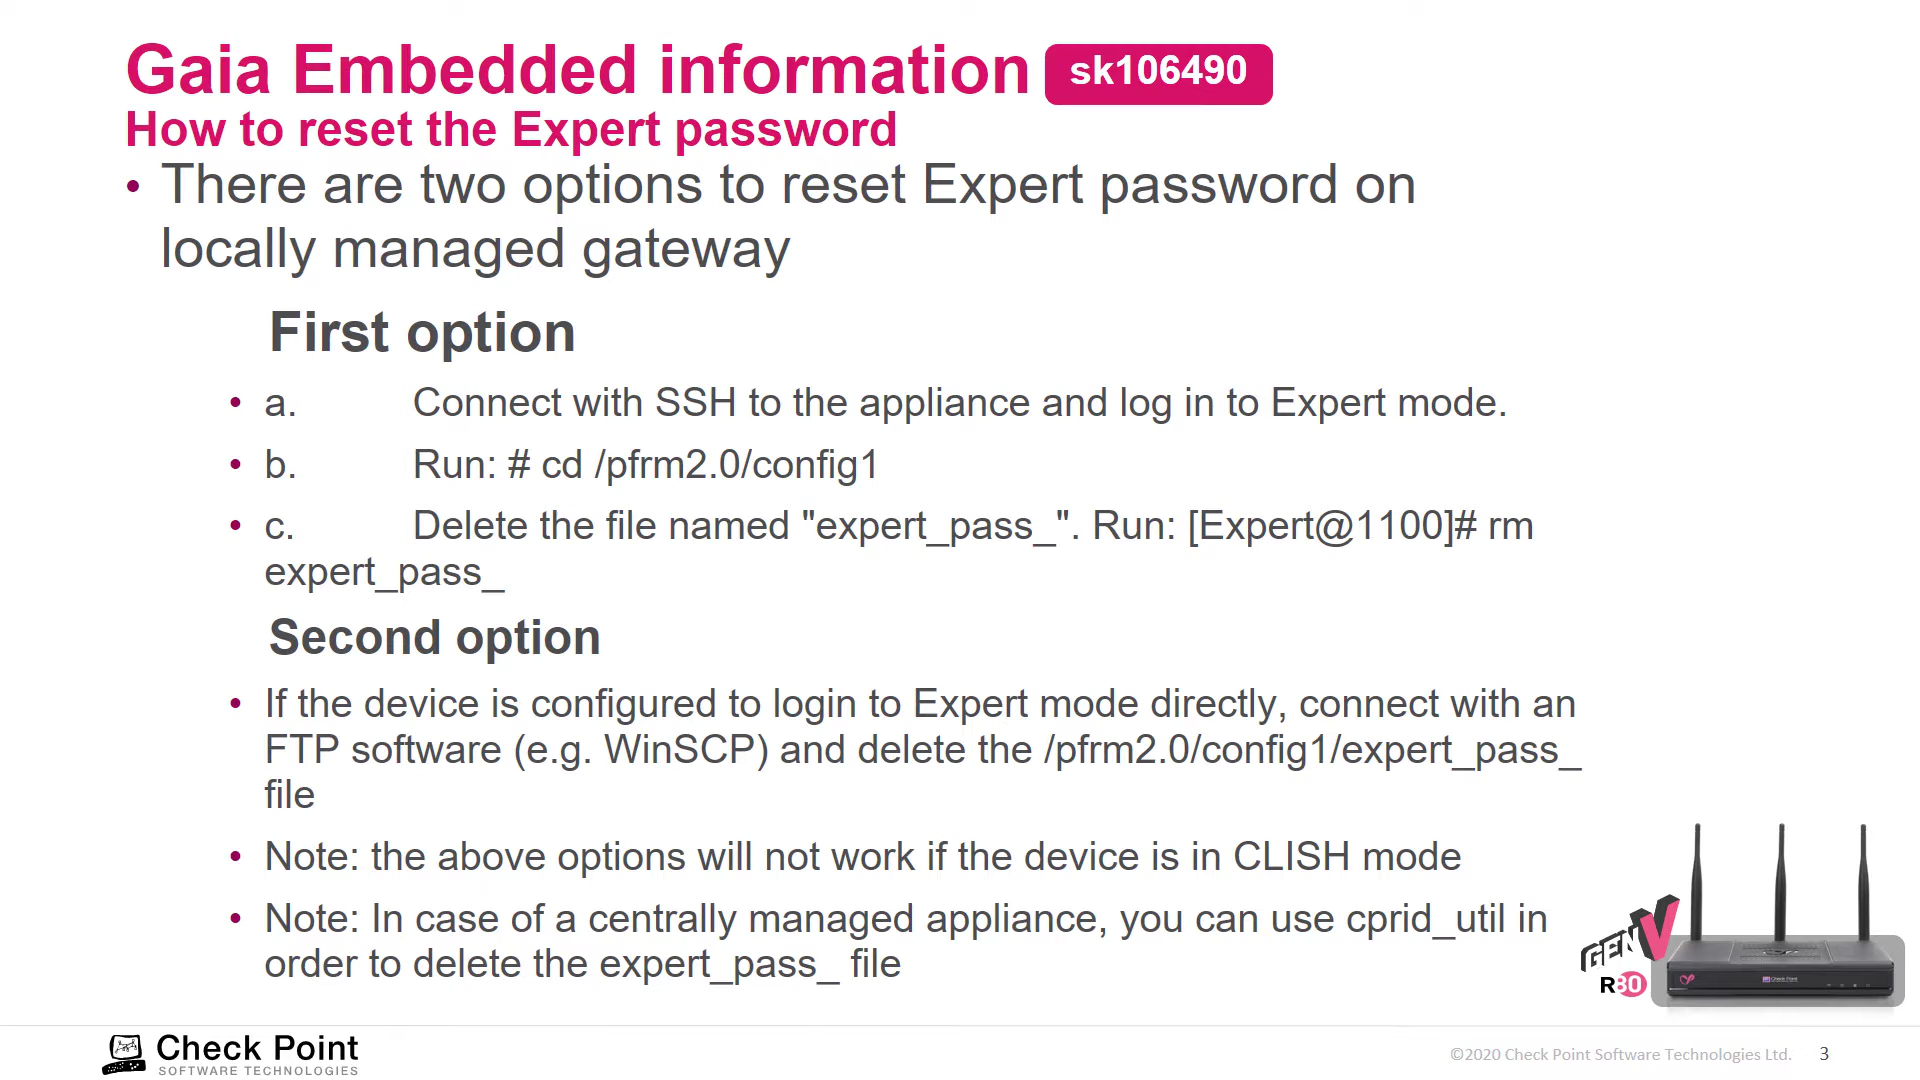 Gaia Embedded information sk106490
How to reset the Expert password
• There are two options to reset Expert password on
locally managed gateway
First option
• a. Connect with SSH to the appliance and log in to Expert mode.
• b. Run: # cd /pfrm2.0/config1
• c. Delete the file named "expert_pass_". Run: [Expert@1100]# rm
expert_pass_
Second option
• If the device is configured to login to Expert mode directly, connect with an
FTP software (e.g. WinSCP) and delete the /pfrm2.0/config1/expert_pass_
file
• Note: the above options will not work if the device is in CLISH mode
• Note: In case of a centrally managed appliance, you can use cprid_util in
order to delete the expert_pass_ file
GEN V
R80
Check Point
Check Point
SOFTWARE TECHNOLOGIES
©2020 Check Point Software Technologies Ltd. 3